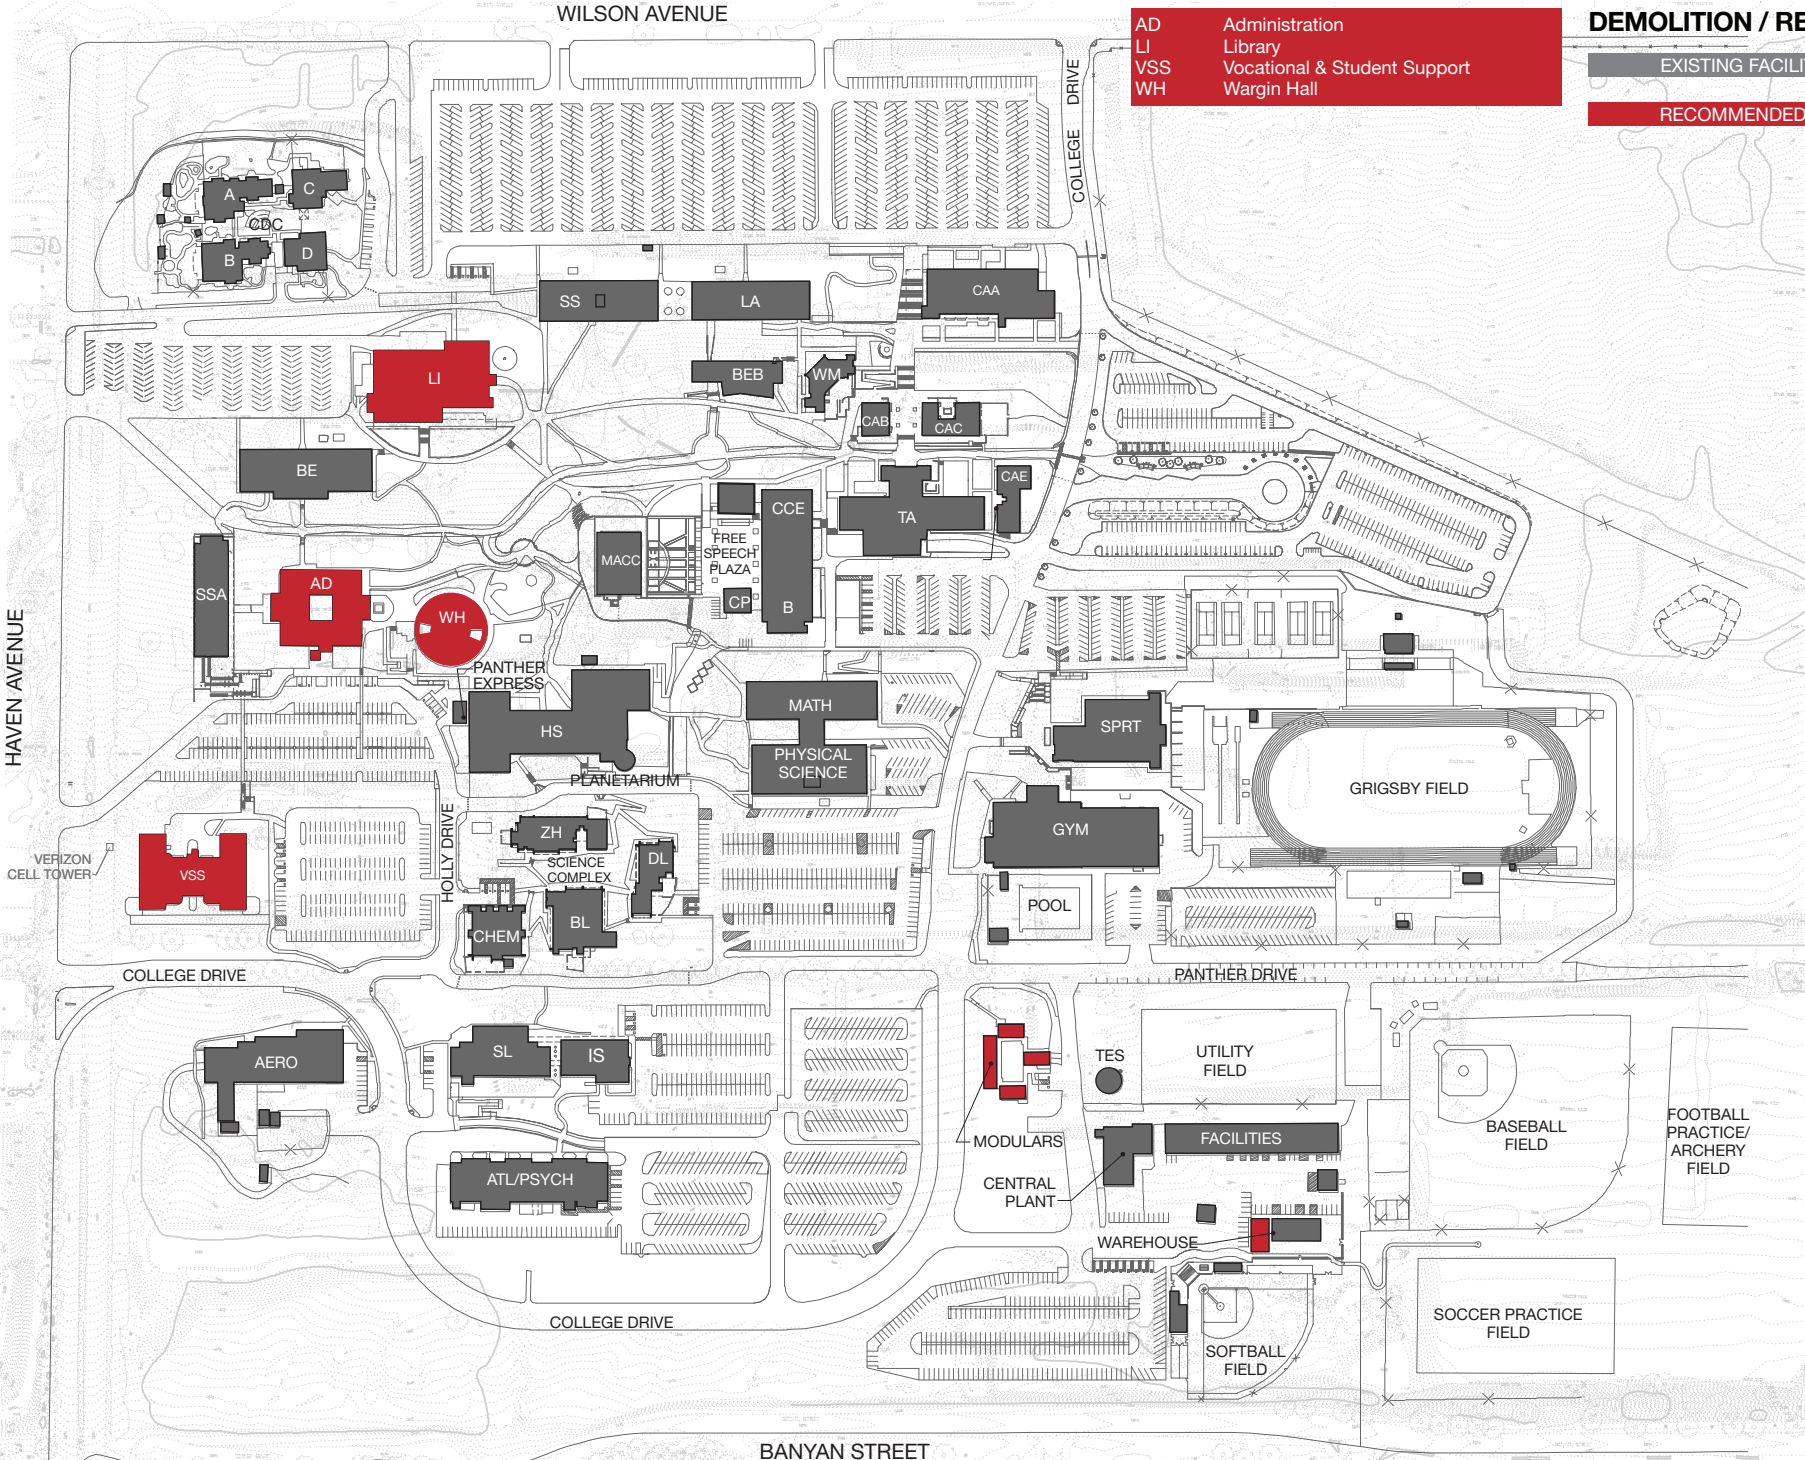 WILSON AVENUE
AD Administration
LI Library
VSS Vocational & Student Support
WH Wargin Hall
DEMOLITION / RE
EXISTING FACILI
RECOMMENDED
COLLEGE DRIVE
A
C
CDC
B
D
SS
LA
CAA
LI
BEB
WM
CAB
CAC
BE
CCE
TA
CAE
MACC
FREE
SPEECH
PLAZA
CP
B
SSA
AD
WH
HAVEN AVENUE
PANTHER
EXPRESS
HS
PLANETARIUM
MATH
PHYSICAL
SCIENCE
SPRT
GRIGSBY FIELD
GYM
POOL
HOLLY DRIVE
ZH
SCIENCE
COMPLEX
DL
VERIZON
CELL TOWER
VSS
CHEM
BL
COLLEGE DRIVE
PANTHER DRIVE
AERO
SL
IS
TES
UTILITY
FIELD
MODULARS
FACILITIES
BASEBALL
FIELD
FOOTBALL
PRACTICE/
ARCHERY
FIELD
ATL/PSYCH
CENTRAL
PLANT
WAREHOUSE
COLLEGE DRIVE
SOFTBALL
FIELD
SOCCER PRACTICE
FIELD
BANYAN STREET